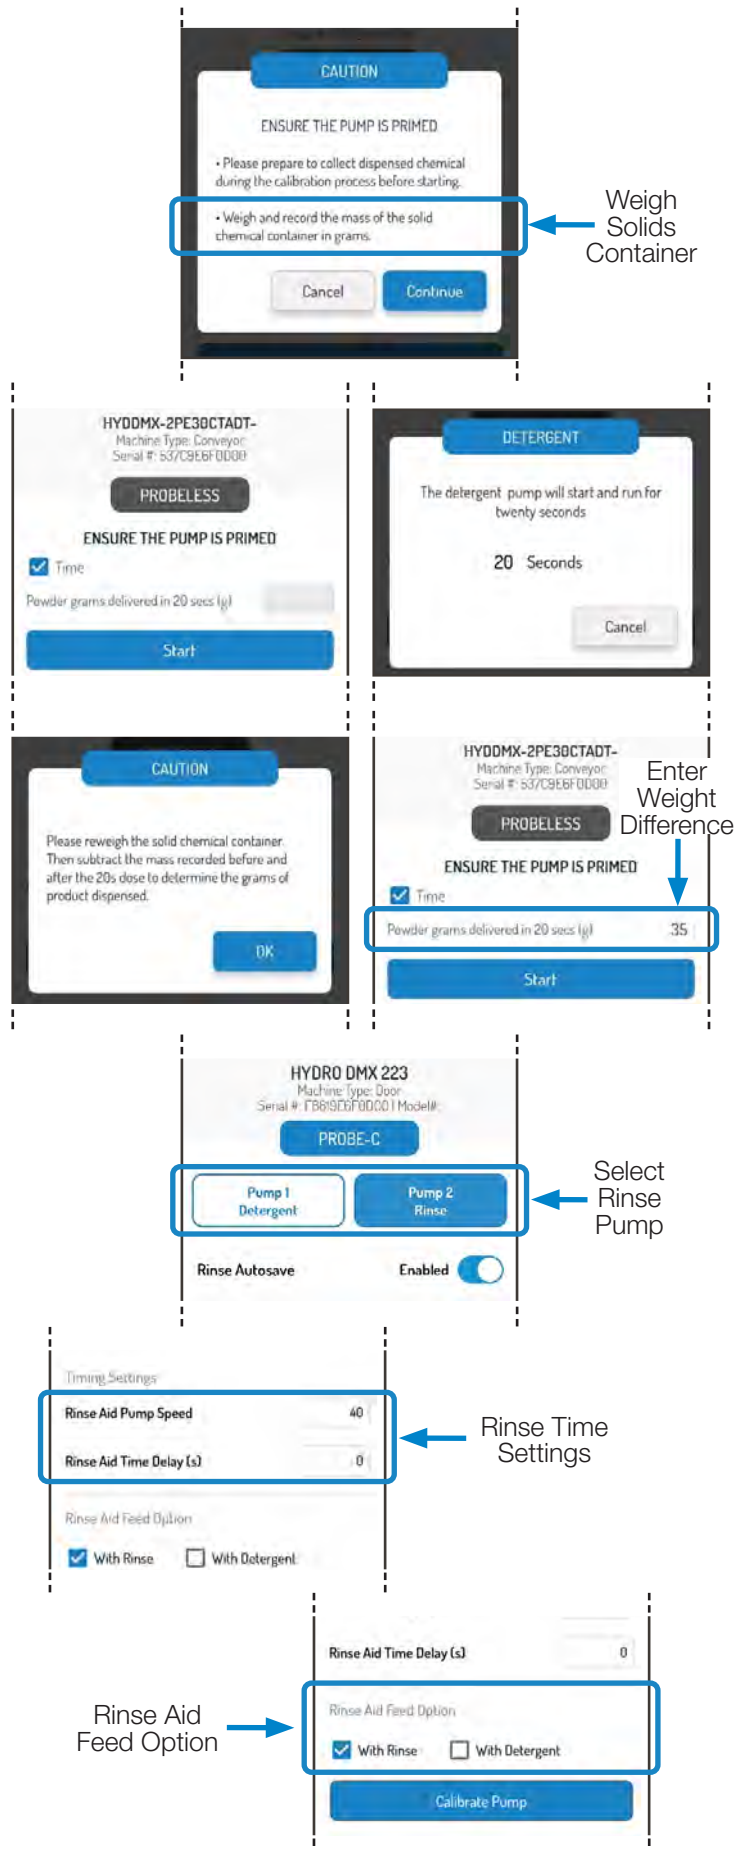 CAUTION
ENSURE THE PUMP IS PRIMED
• Please prepare to collect dispensed chemical
during the calibration process before starting.
• Weigh and record the mass of the solid
chemical container in grams.
Cancel
Continue
Weigh
Solids
Container
HYDDMX-2PE30CTADT-
Machine Type: Conveyor
Serial #: 537C9E6F0D00
PROBELESS
ENSURE THE PUMP IS PRIMED
Time
Powder grams delivered in 20 secs (g)
Start
DETERGENT
The detergent pump will start and run for
twenty seconds
20 Seconds
Cancel
CAUTION
Please reweigh the solid chemical container.
Then subtract the mass recorded before and
after the 20s dose to determine the grams of
product dispensed.
OK
HYDDMX-2PE30CTADT-
Machine Type: Conveyor
Serial #: 537C9E6F0D00
PROBELESS
Enter
Weight
Difference
ENSURE THE PUMP IS PRIMED
Time
Powder grams delivered in 20 secs (g) 35
Start
HYDRO DMX 223
Machine Type: Door
Serial #: FB619E6F0D00 | Model#:
PROBE-C
Pump 1
Detergent
Pump 2
Rinse
Select
Rinse
Pump
Rinse Autosave Enabled
Timing Settings
Rinse Aid Pump Speed 40
Rinse Aid Time Delay (s) 0
Rinse Time
Settings
Rinse Aid Feed Option
With Rinse With Detergent
Rinse Aid Time Delay (s) 0
Rinse Aid Feed Option
With Rinse With Detergent
Rinse Aid
Feed Option
Calibrate Pump